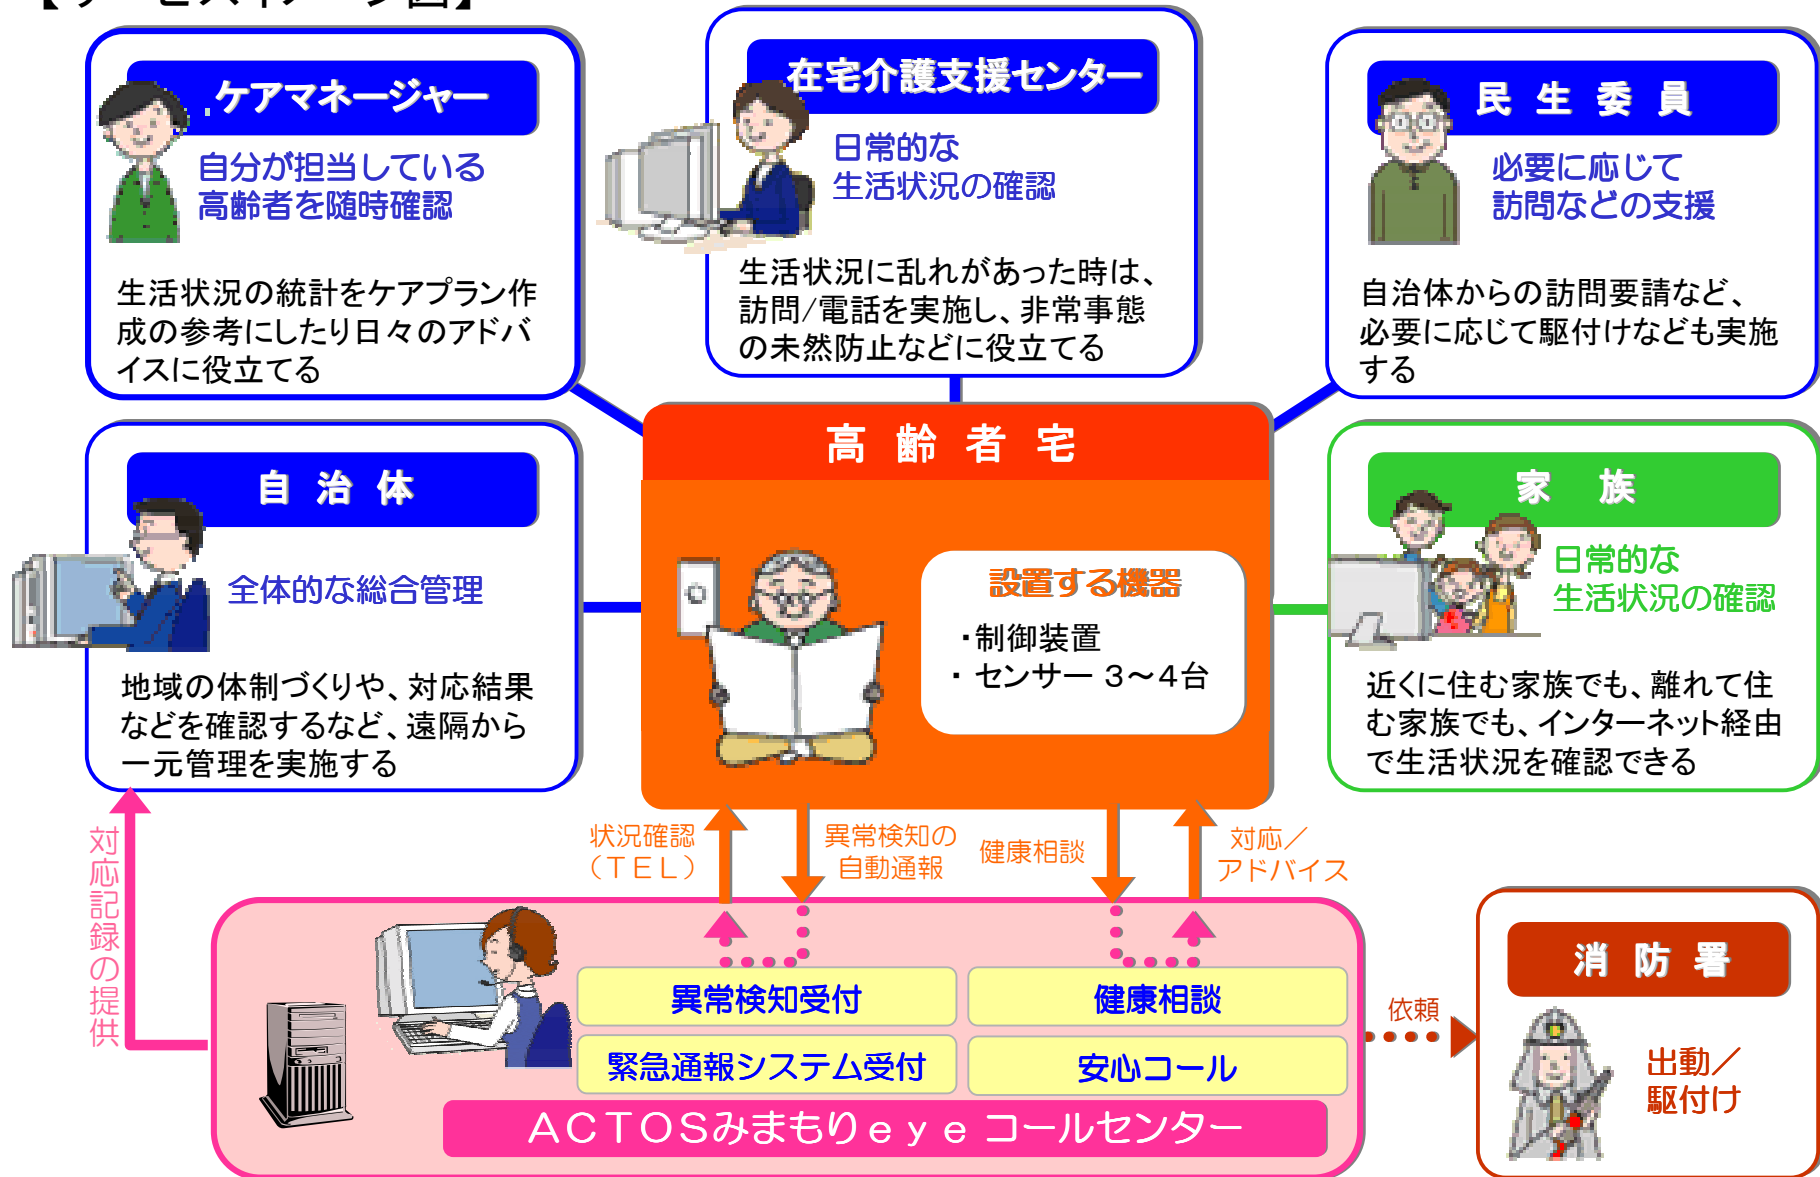 【サービスイメージ図】
ケアマネージャー
自分が担当している
高齢者を随時確認
生活状況の統計をケアプラン作
成の参考にしたり日々のアドバ
イスに役立てる
在宅介護支援センター
日常的な
生活状況の確認
生活状況に乱れがあった時は、
訪問/電話を実施し、非常事態
の未然防止などに役立てる
民生委員
必要に応じて
訪問などの支援
自治体からの訪問要請など、
必要に応じて駆付けなども実施
する
自治体
全体的な総合管理
地域の体制づくりや、対応結果
などを確認するなど、遠隔から
一元管理を実施する
高齢者宅
設置する機器
・制御装置
・センサー 3～4台
家族
日常的な
生活状況の確認
近くに住む家族でも、離れて住
む家族でも、インターネット経由
で生活状況を確認できる
対応記録の提供
状況確認
（ＴＥＬ）
異常検知の
自動通報
健康相談
対応／
アドバイス
異常検知受付
健康相談
緊急通報システム受付
安心コール
ＡＣＴＯＳみまもりｅｙｅ コールセンター
依頼
消防署
出動／
駆付け